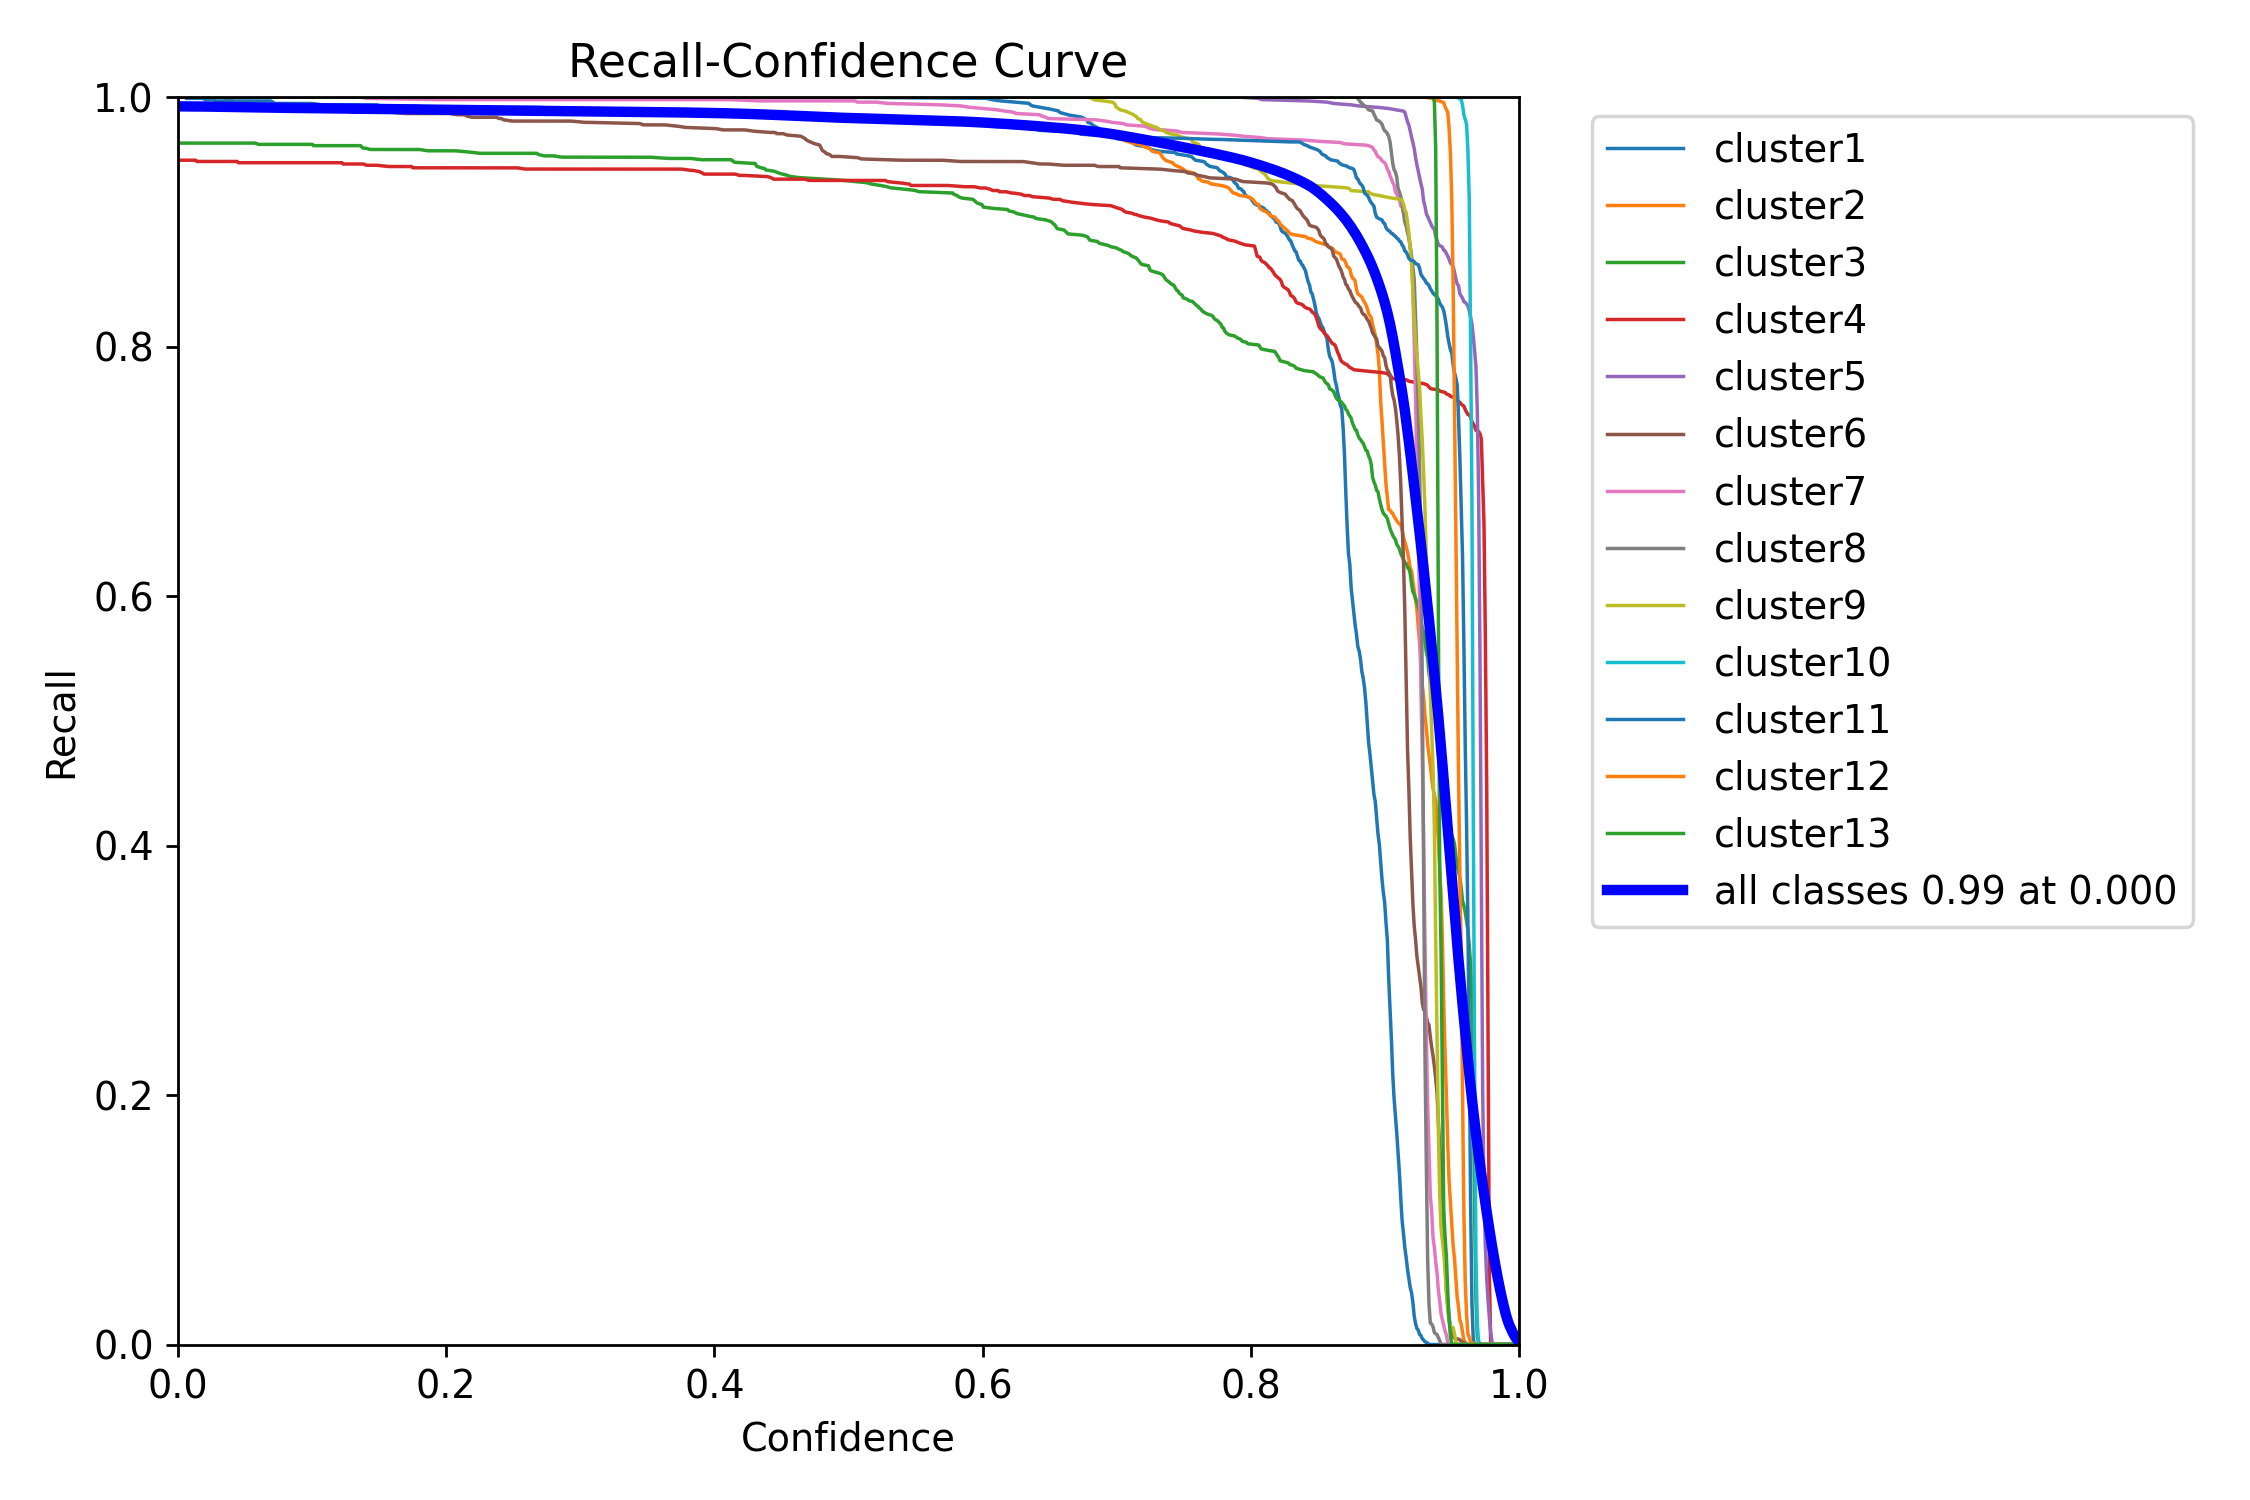 Recall-Confidence Curve
1.0
0.8
0.6
0.4
0.2
0.0
Recall
0.0 0.2 0.4 0.6 0.8 1.0
Confidence
cluster1
cluster2
cluster3
cluster4
cluster5
cluster6
cluster7
cluster8
cluster9
cluster10
cluster11
cluster12
cluster13
all classes 0.99 at 0.000